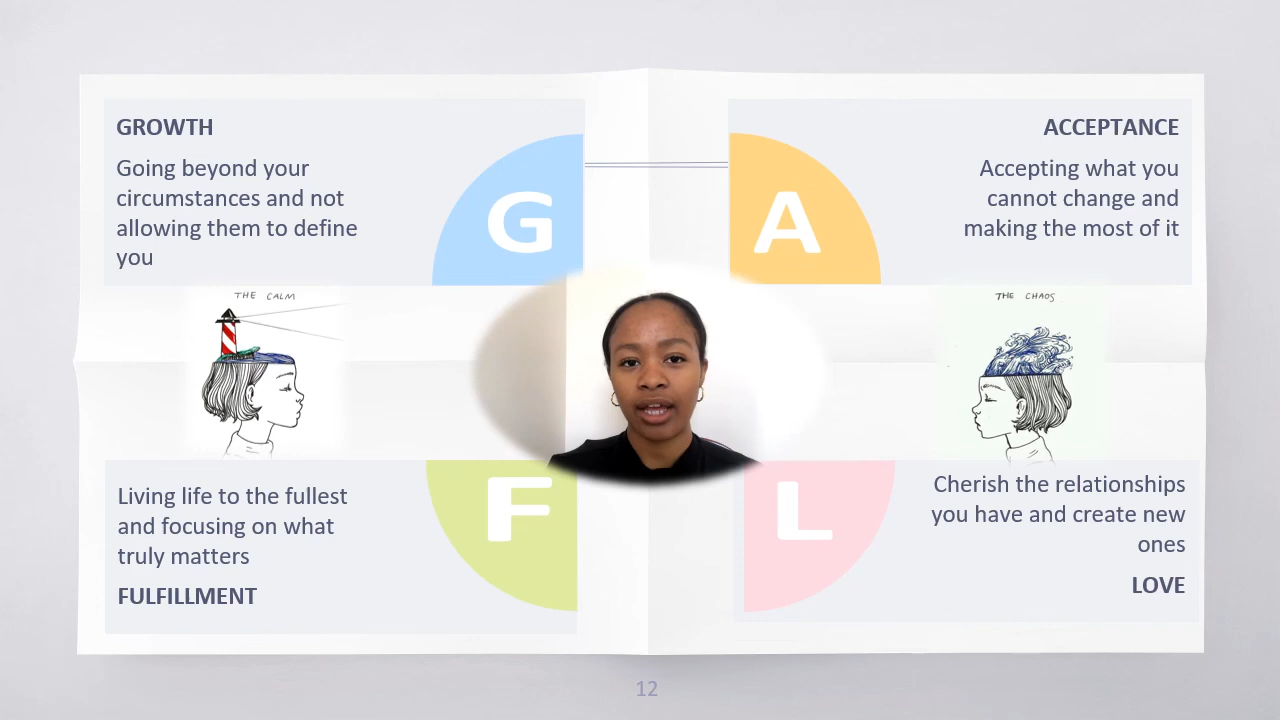 GROWTH
Going beyond your
circumstances and not
allowing them to define
you
G
A
ACCEPTANCE
Accepting what you
cannot change and
making the most of it
THE CALM
THE CHAOS
Living life to the fullest
and focusing on what
truly matters
FULFILLMENT
F
L
Cherish the relationships
you have and create new
ones
LOVE
12